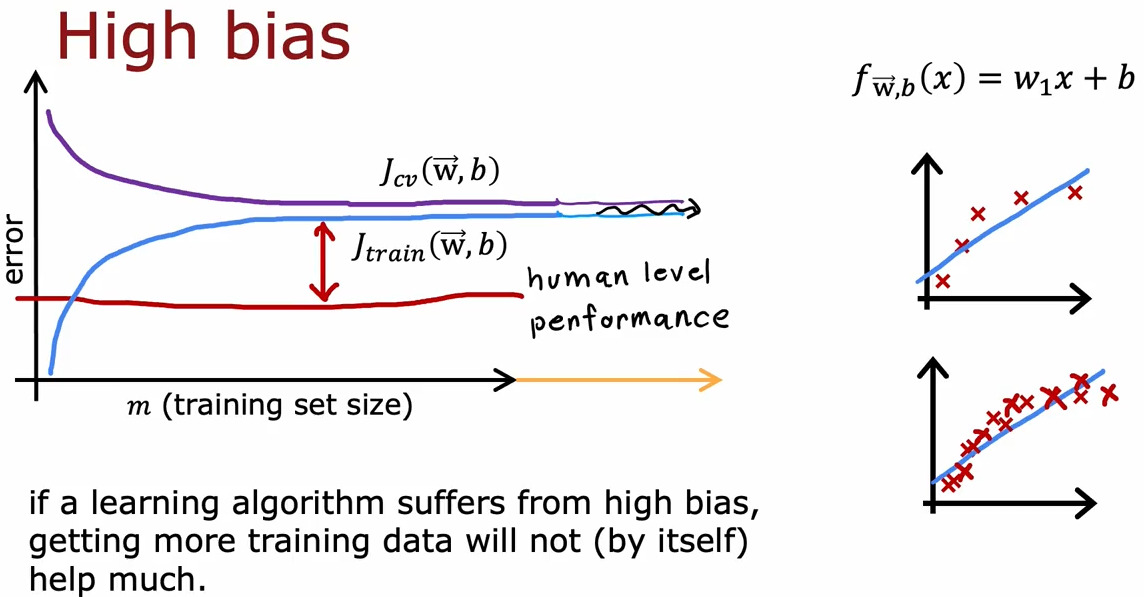 High bias
f_{\vec{w},b}(x) = w_1x + b
J_{cv}(\vec{w}, b)
J_{train}(\vec{w}, b)
error
human level
performance
m (training set size)
if a learning algorithm suffers from high bias,
getting more training data will not (by itself)
help much.